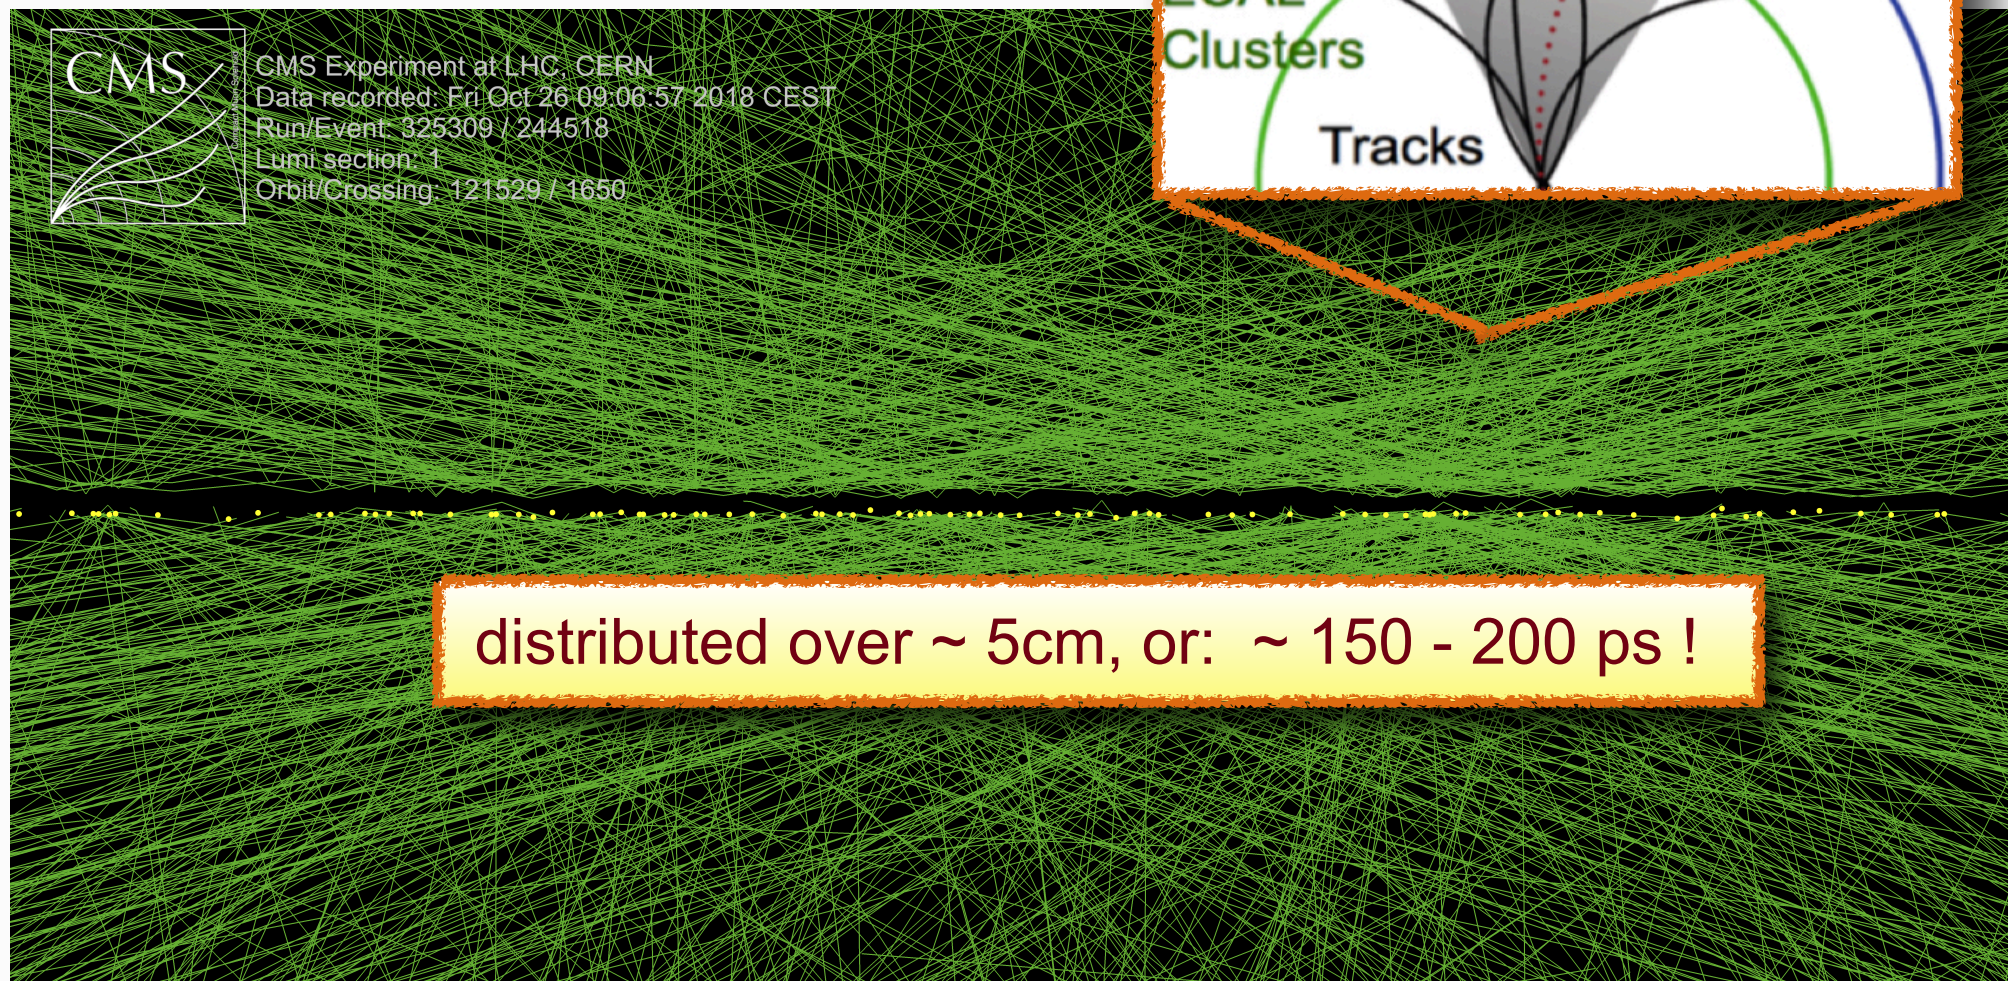 CMS
CMS Experiment at LHC, CERN
Data recorded: Fri Oct 26 09:06:57 2018 CEST
Run/Event: 325309 / 244518
Lumi section: 1
Orbit/Crossing: 121529 / 1650
Clusters
Tracks
distributed over ~ 5cm, or: ~ 150 - 200 ps !